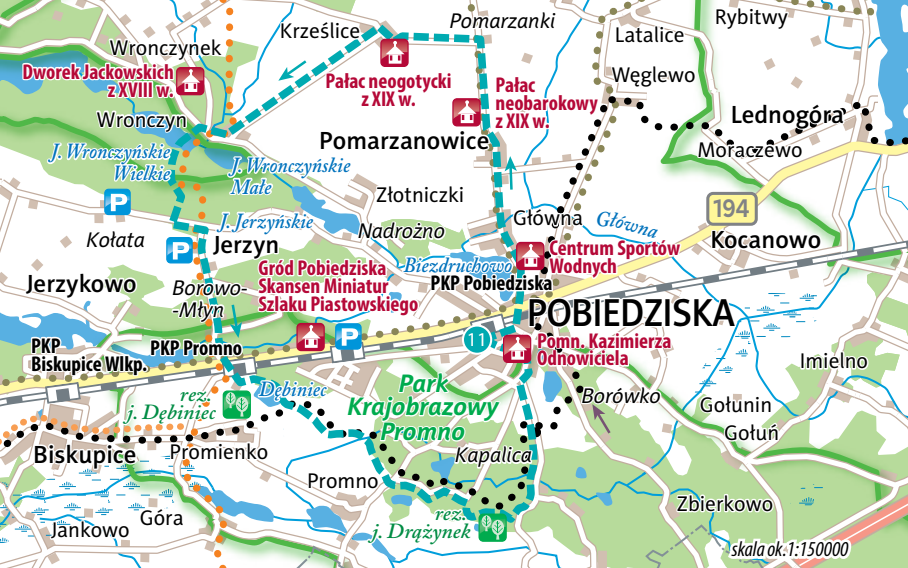 Rybitwy
Pomarzanki
Krześlice
Latalice
Wronczynek
Dworek Jackowskich
z XVIII w.
Pałac neogotycki
z XIX w.
Pałac
neobarokowy
z XIX w.
Węglewo
Wronczyn
Lednogóra
Pomarzanowice
Moraczewo
J. Wronczyńskie
Wielkie
J. Wronczyńskie
Małe
Złotniczki
P
194
J. Jerzyńskie
Główna
Główna
Nadrożno
Kołata
P
Jerzyn
Centrum Sportów
Wodnych
Kocanowo
Biezdruchowo
PKP Pobiedziska
Gród Pobiedziska
Skansen Miniatur
Szlaku Piastowskiego
Jerzykowo
Borowo-
-Młyn
POBIEDZISKA
P
11
Pomn. Kazimierza
Odnowiciela
PKP
Biskupice Wlkp.
PKP Promno
Imielno
Park
Krajobrazowy
Promno
Dębiniec
rez.
j. Dębiniec
Borówko
Gołunin
Gołuń
Biskupice
Promienko
Kapalica
Promno
Zbierkowo
rez.
j. Drążynek
Góra
Jankowo
skala ok. 1:150000